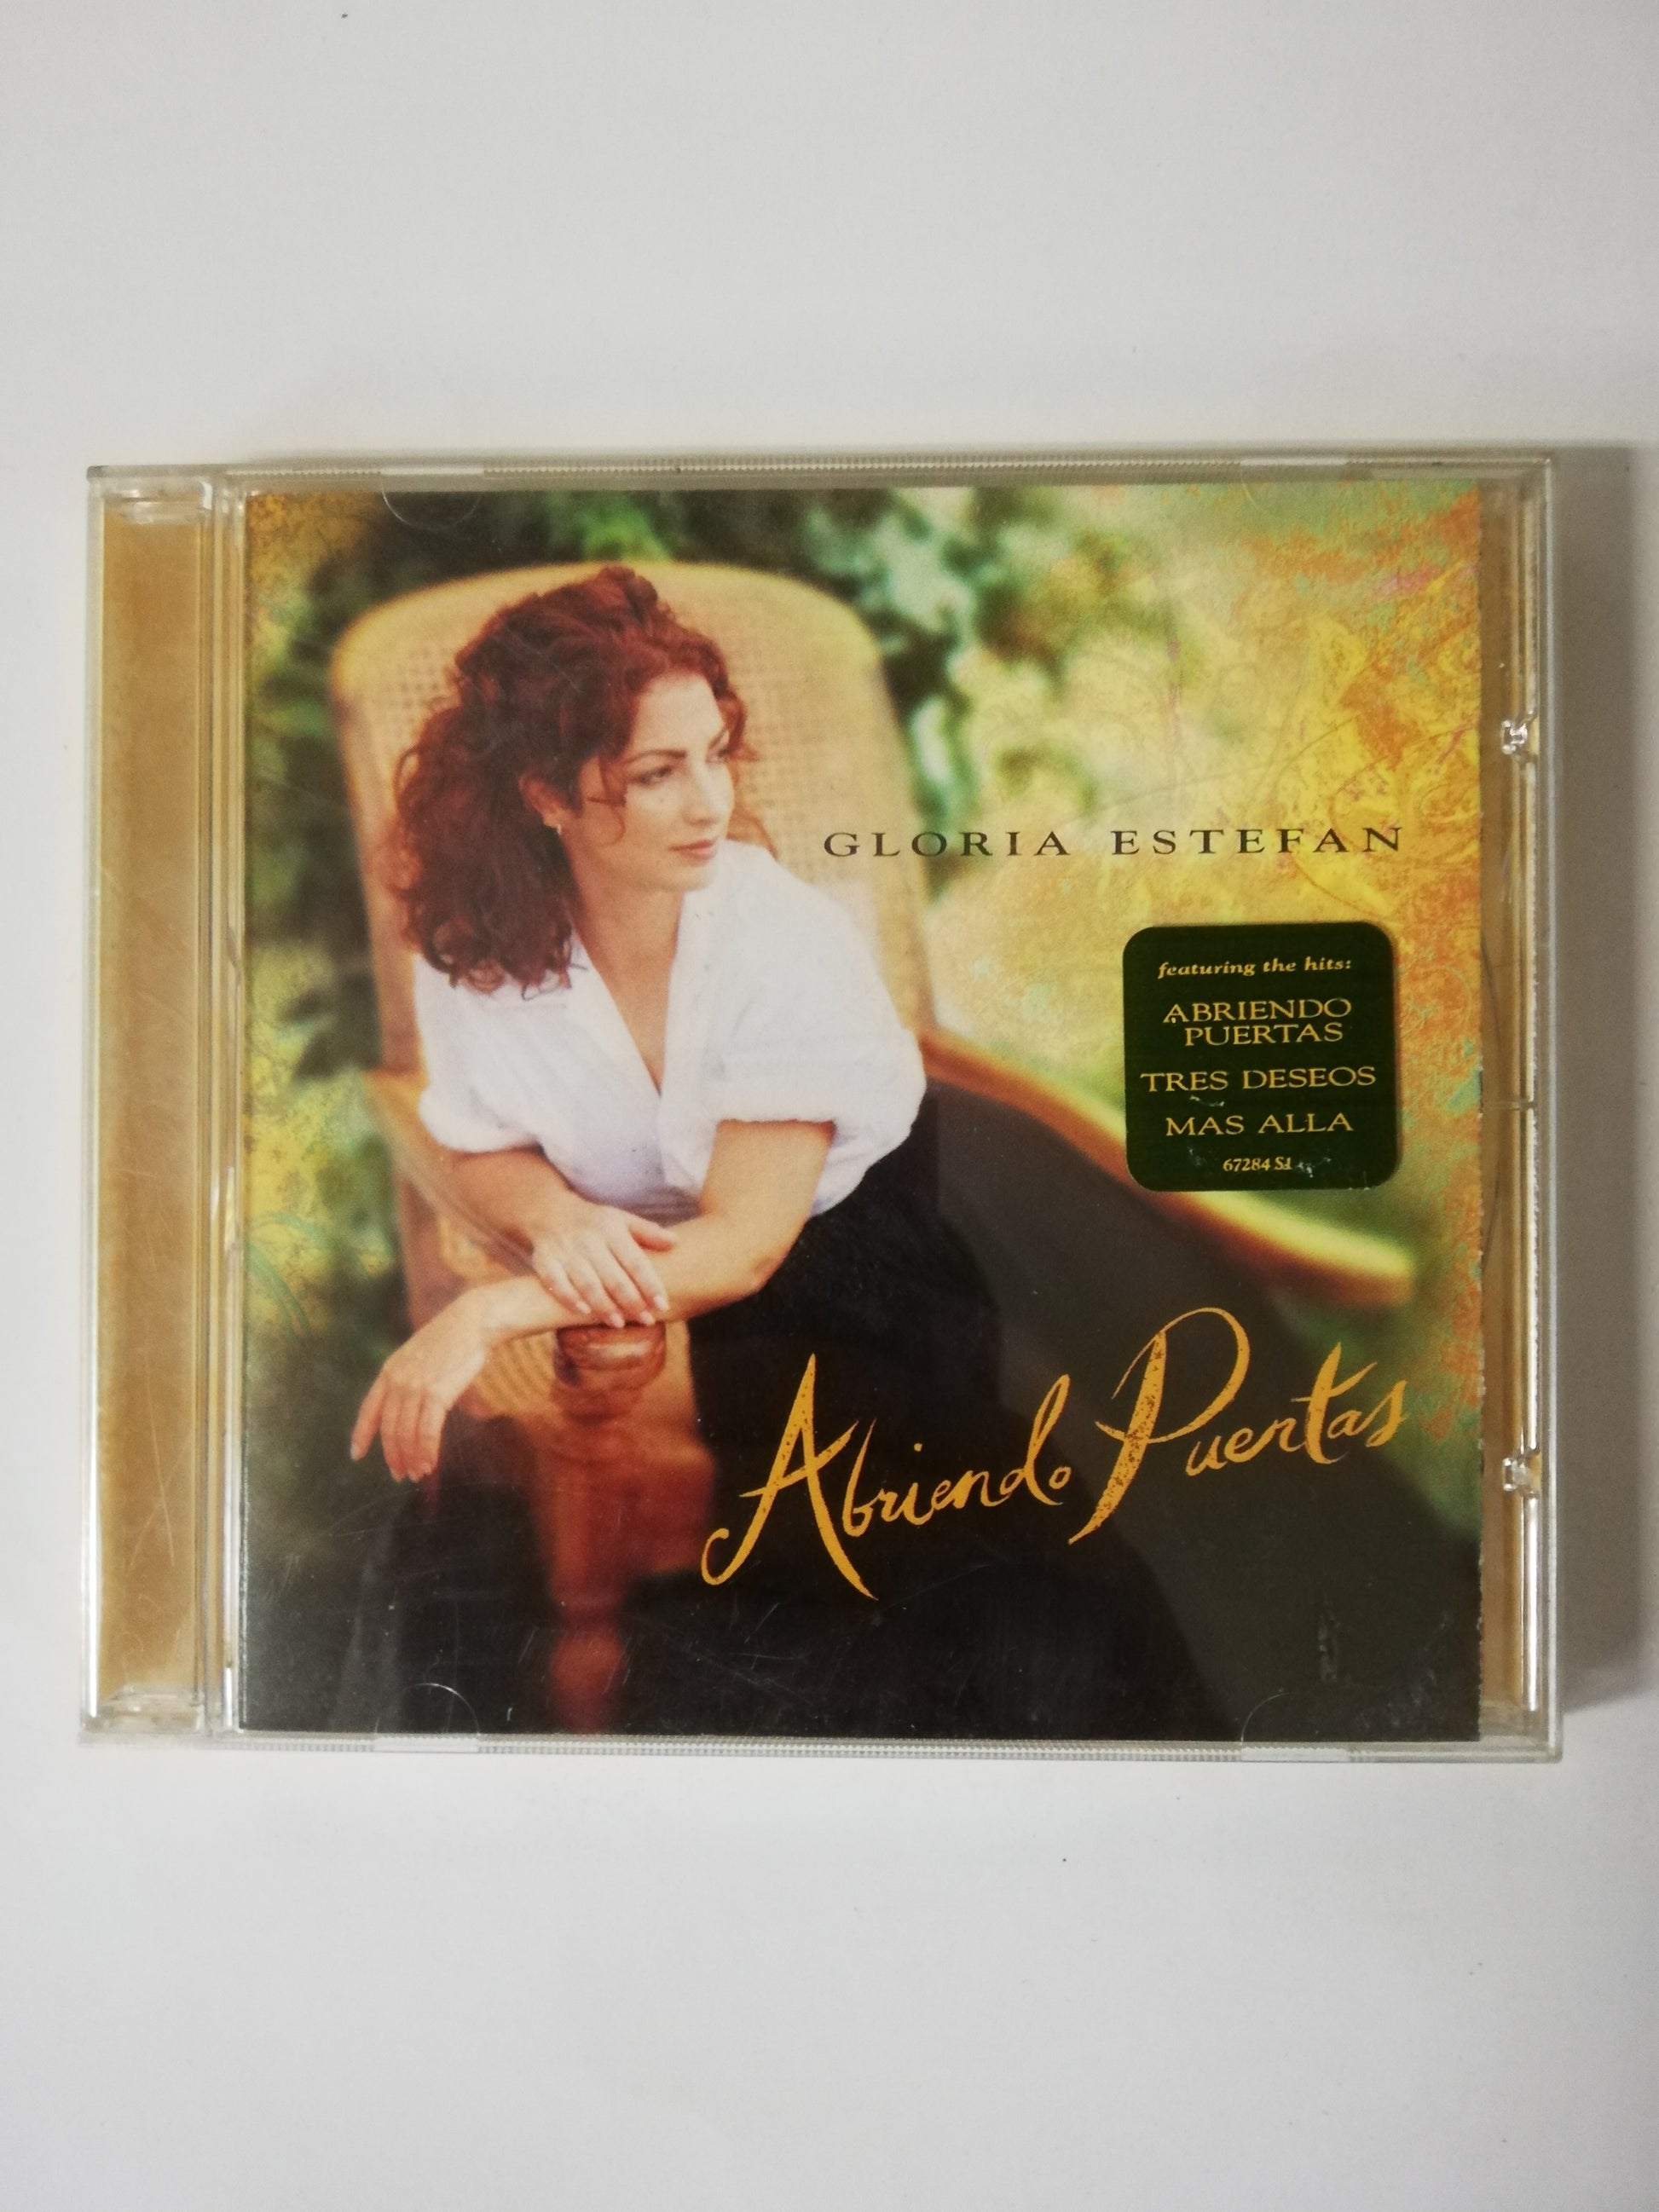 GLORIA ESTEFAN
featuring the hits:
ABRIENDO
PUERTAS
TRES DESEOS
MAS ALLA
67284 S1
Abriendo Puertas